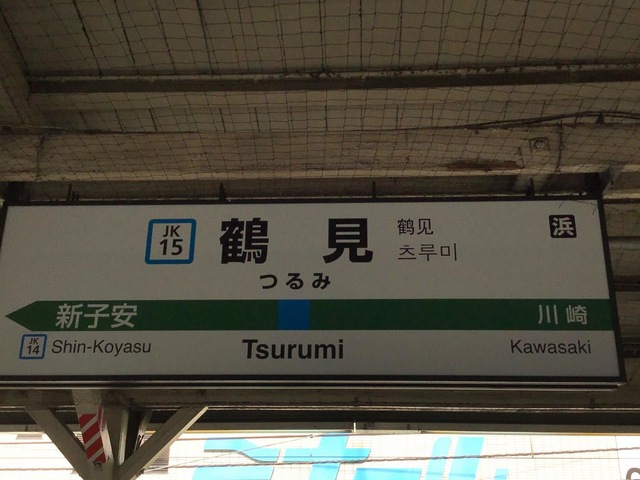 JK
15
鶴見
鹤见
츠루미
浜
つるみ
新子安
川崎
JK
14
Shin-Koyasu
Tsurumi
Kawasaki